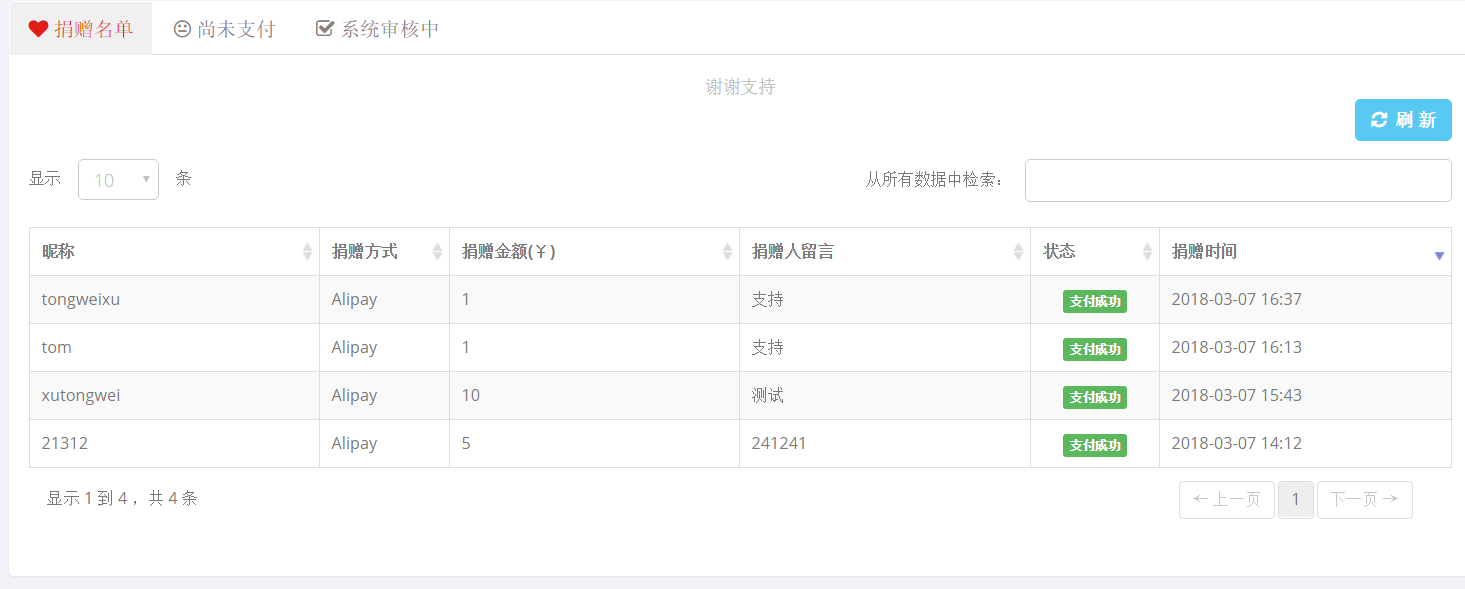 捐赠名单 尚未支付 系统审核中
谢谢支持
刷 新
显示 10 条 从所有数据中检索：
昵称 捐赠方式 捐赠金额(￥) 捐赠人留言 状态 捐赠时间
tongweixu Alipay 1 支持 支付成功 2018-03-07 16:37
tom Alipay 1 支持 支付成功 2018-03-07 16:13
xutongwei Alipay 10 测试 支付成功 2018-03-07 15:43
21312 Alipay 5 241241 支付成功 2018-03-07 14:12
显示 1 到 4 ，共 4 条 ←上一页 1 下一页→